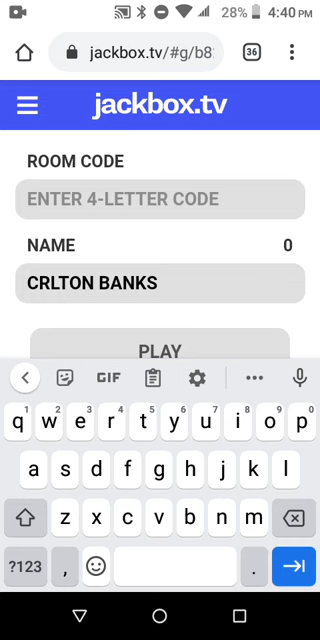 28% 4:40 PM
jackbox.tv/#g/b8
36
jackbox.tv
ROOM CODE
ENTER 4-LETTER CODE
NAME 0
CRLTON BANKS
PLAY
GIF
1 2 3 4 5 6 7 8 9 0
q w e r t y u i o p
a s d f g h j k l
z x c v b n m
?123 , .